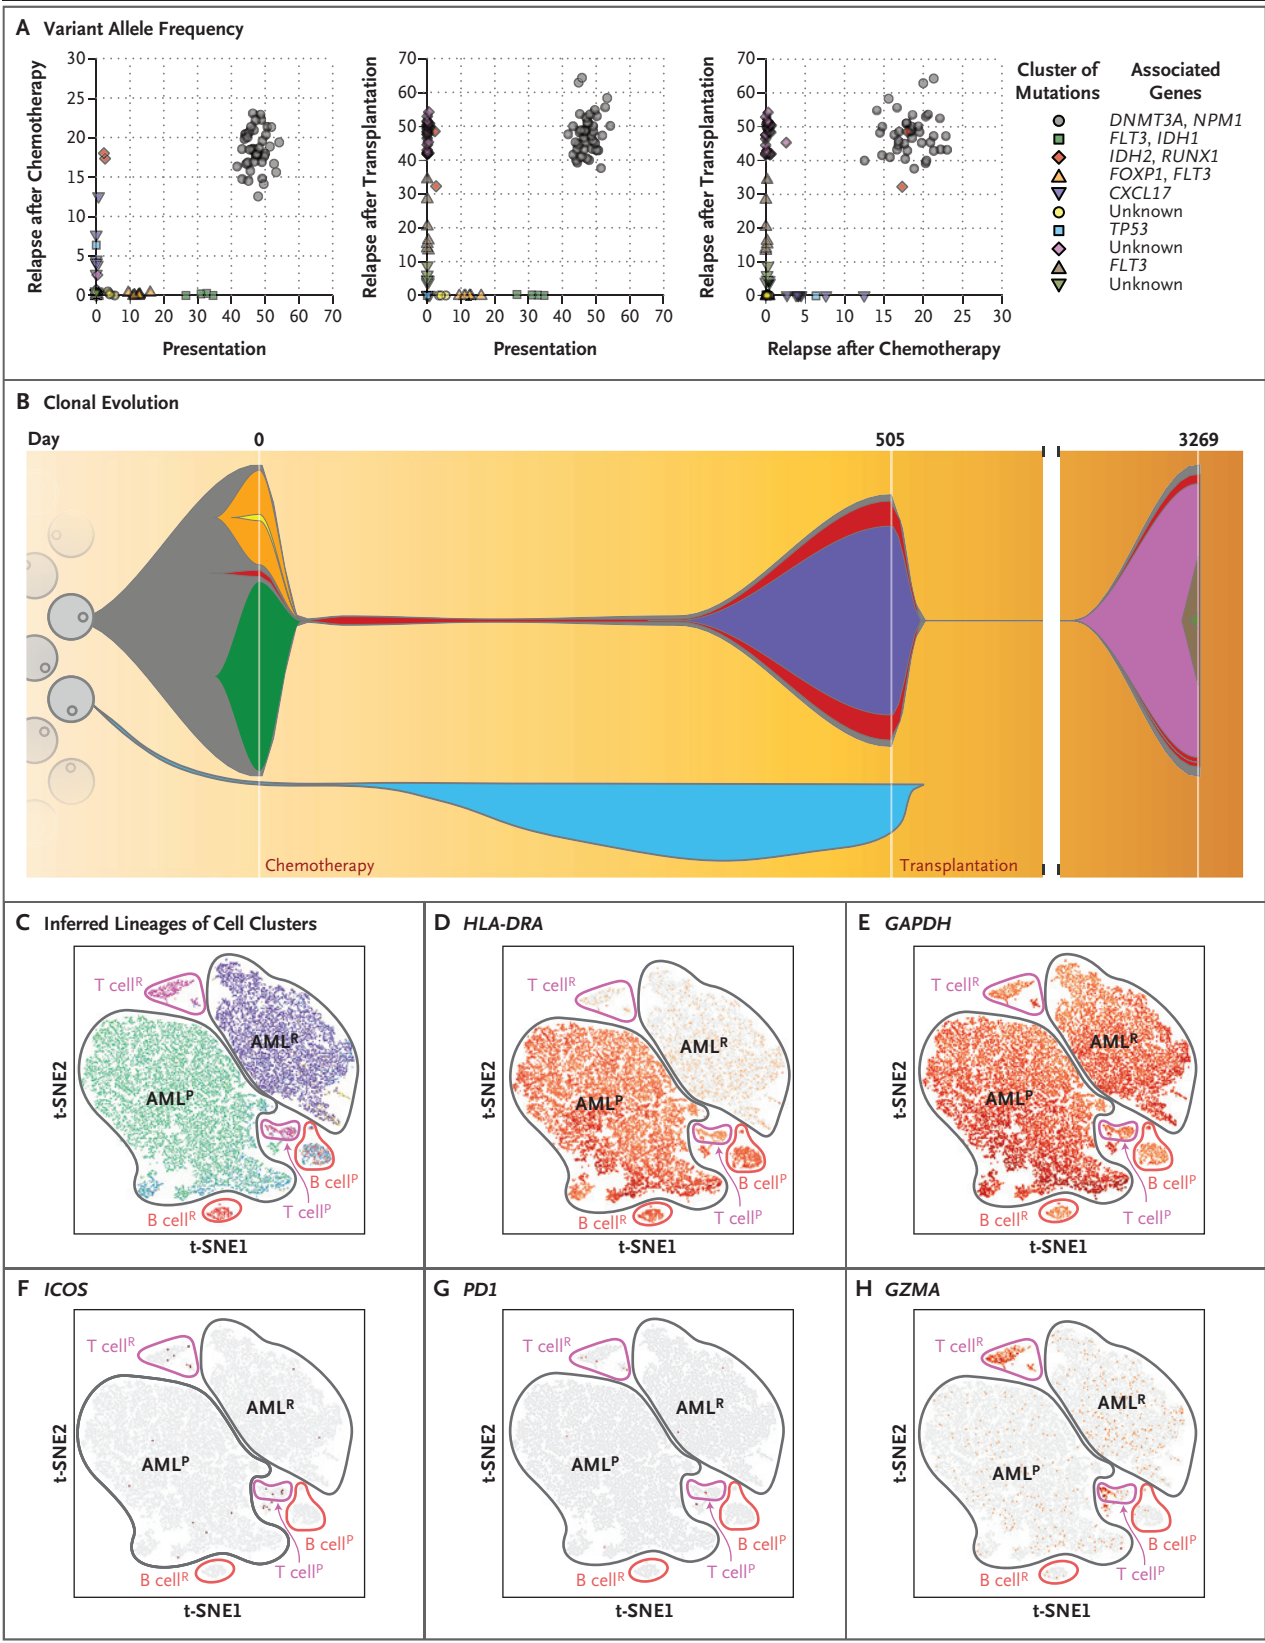 A Variant Allele Frequency
Relapse after Chemotherapy
30
25
20
15
10
5
0
0 10 20 30 40 50 60 70
Presentation
Relapse after Transplantation
70
60
50
40
30
20
10
0
0 10 20 30 40 50 60 70
Presentation
Relapse after Transplantation
70
60
50
40
30
20
10
0
0 5 10 15 20 25 30
Relapse after Chemotherapy
Cluster of Mutations
Associated Genes
DNMT3A, NPM1
FLT3, IDH1
IDH2, RUNX1
FOXP1, FLT3
CXCL17
Unknown
TP53
Unknown
FLT3
Unknown
B Clonal Evolution
Day 0 505 3269
Chemotherapy
Transplantation
C Inferred Lineages of Cell Clusters
T cellR
AMLR
AMLP
B cellP
T cellP
B cellR
t-SNE2
t-SNE1
D HLA-DRA
T cellR
AMLR
AMLP
B cellP
T cellP
B cellR
t-SNE2
t-SNE1
E GAPDH
T cellR
AMLR
AMLP
B cellP
T cellP
B cellR
t-SNE2
t-SNE1
F ICOS
T cellR
AMLR
AMLP
B cellP
T cellP
B cellR
t-SNE2
t-SNE1
G PD1
T cellR
AMLR
AMLP
B cellP
T cellP
B cellR
t-SNE2
t-SNE1
H GZMA
T cellR
AMLR
AMLP
B cellP
T cellP
B cellR
t-SNE2
t-SNE1